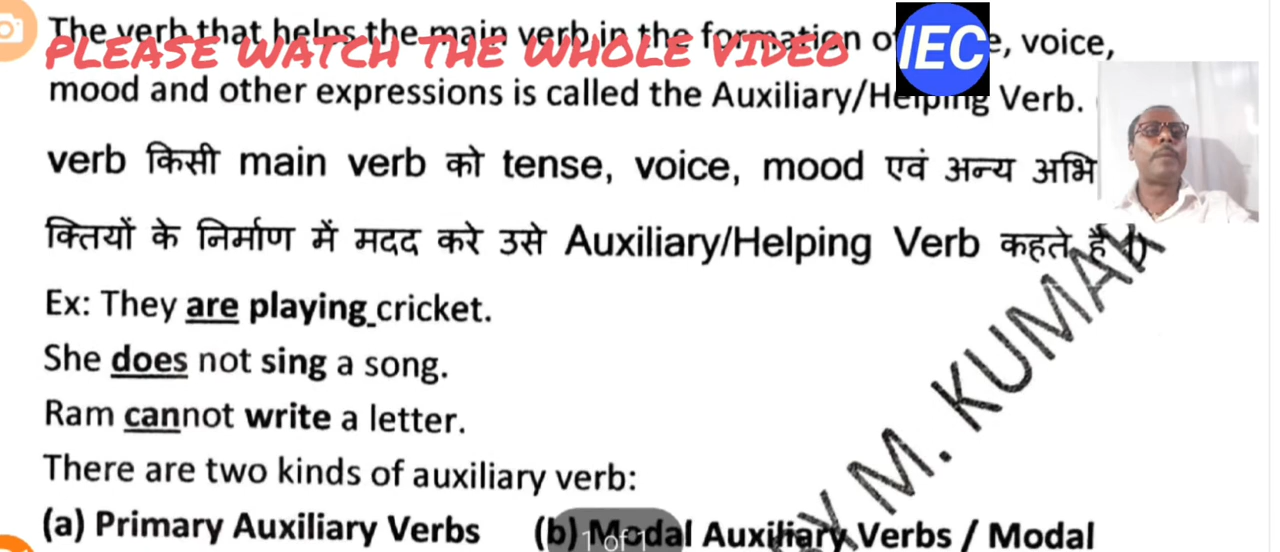 The verb that helps the main verb in the formation of e, voice,
PLEASE WATCH THE WHOLE VIDEO
IEC
mood and other expressions is called the Auxiliary/Helping Verb.
verb किसी main verb को tense, voice, mood एवं अन्य अभि
क्तियों के निर्माण में मदद करे उसे Auxiliary/Helping Verb कहते हैं
Ex: They are playing cricket.
She does not sing a song.
Ram cannot write a letter.
There are two kinds of auxiliary verb:
(a) Primary Auxiliary Verbs (b) Modal Auxiliary Verbs / Modal
1 of 1
BY M. KUMAR